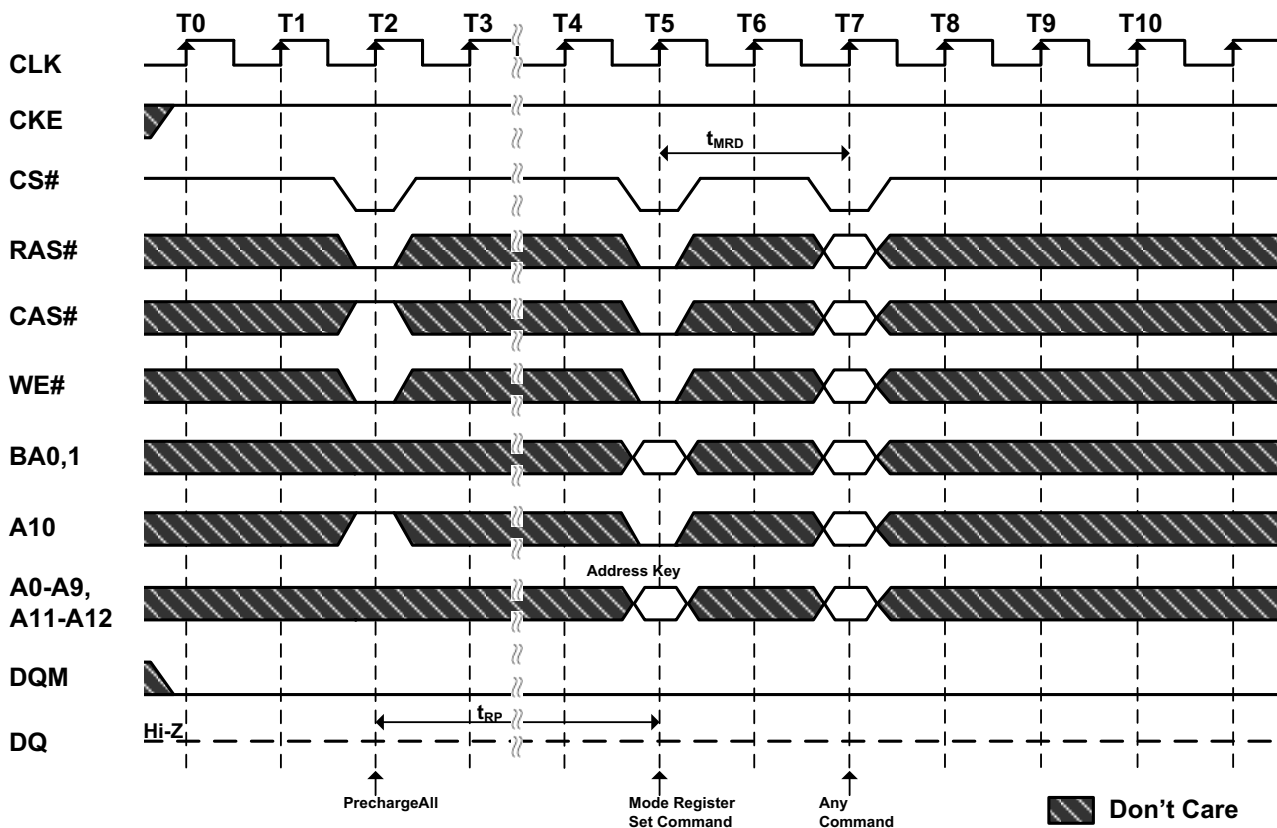 T0 T1 T2 T3 T4 T5 T6 T7 T8 T9 T10
CLK
CKE
tMRD
CS#
RAS#
CAS#
WE#
BA0,1
A10
Address Key
A0-A9,
A11-A12
DQM
tRP
Hi-Z
DQ
PrechargeAll
Mode Register
Set Command
Any
Command
Don't Care